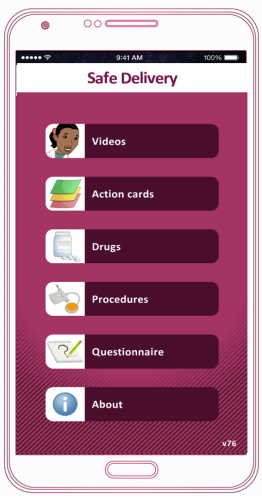 9:41 AM 100%
Safe Delivery
Videos
Action cards
Drugs
Procedures
Questionnaire
About
v76